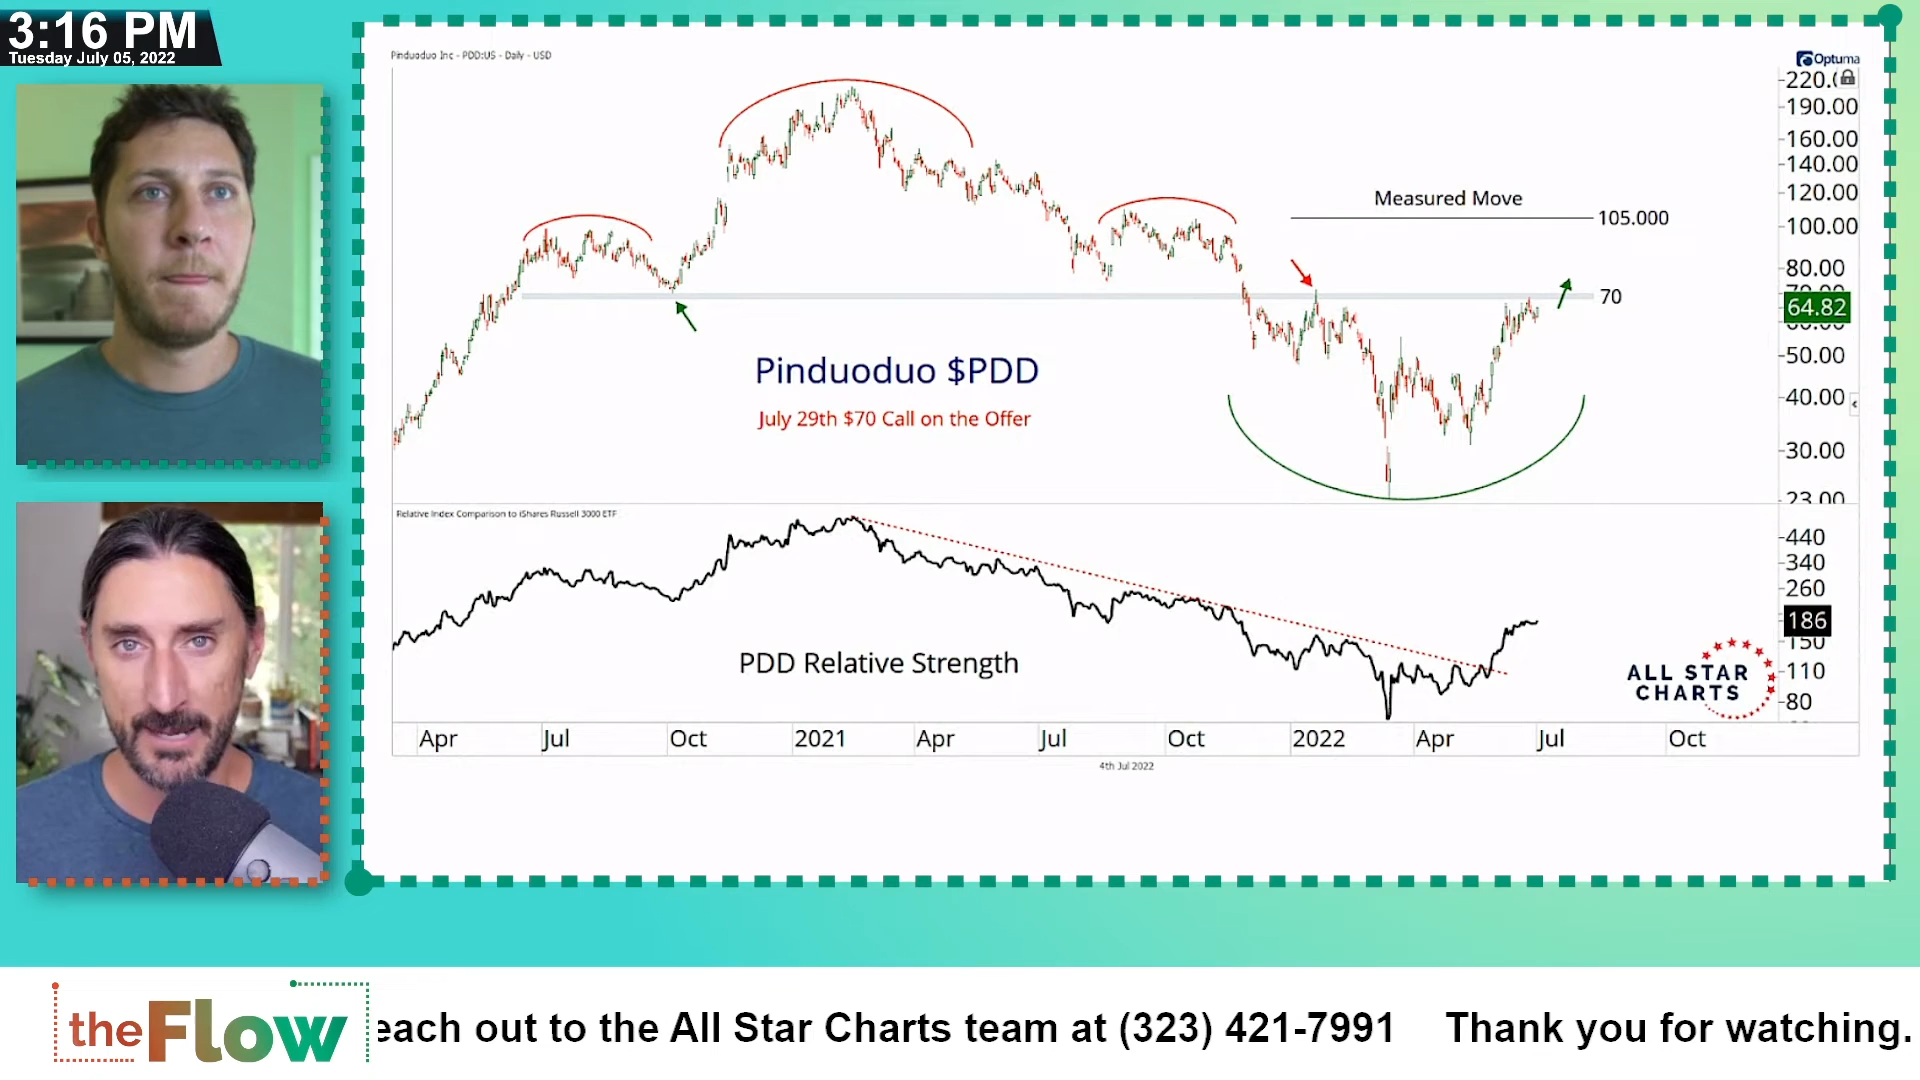 3:16 PM
Tuesday July 05, 2022
Pinduoduo Inc - PDD:US - Daily - USD
Optuma
220.
190.00
160.00
140.00
120.00
Measured Move
105.000
100.00
80.00
70
64.82
Pinduoduo $PDD
50.00
July 29th $70 Call on the Offer
40.00
30.00
23.00
Relative Index Comparison to iShares Russell 3000 ETF
440
340
260
186
150
PDD Relative Strength
110
ALL STAR
CHARTS
80
Apr Jul Oct 2021 Apr Jul Oct 2022 Apr Jul Oct
4th Jul 2022
theFlow
each out to the All Star Charts team at (323) 421-7991 Thank you for watching.